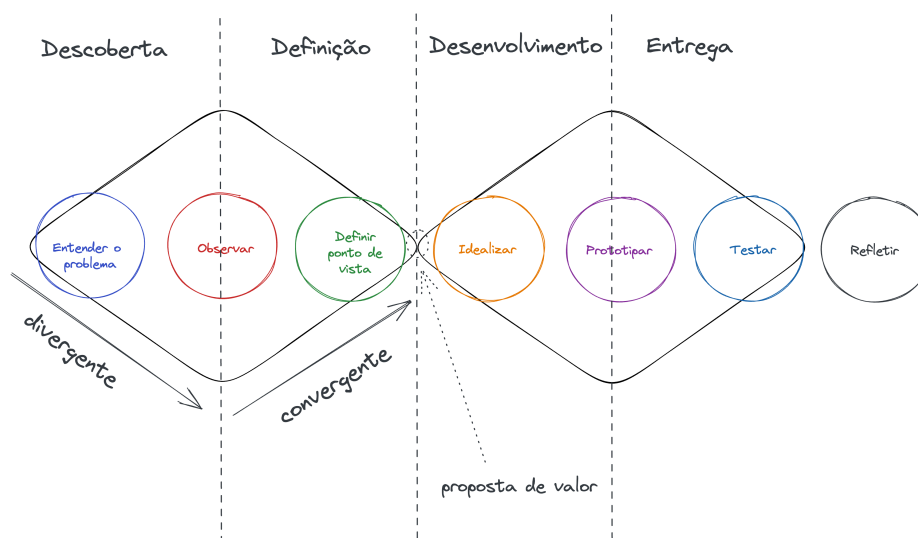 Descoberta
Definição
Desenvolvimento
Entrega
Entender o
problema
Observar
Definir
ponto de
vista
Idealizar
Prototipar
Testar
Refletir
divergente
convergente
proposta de valor